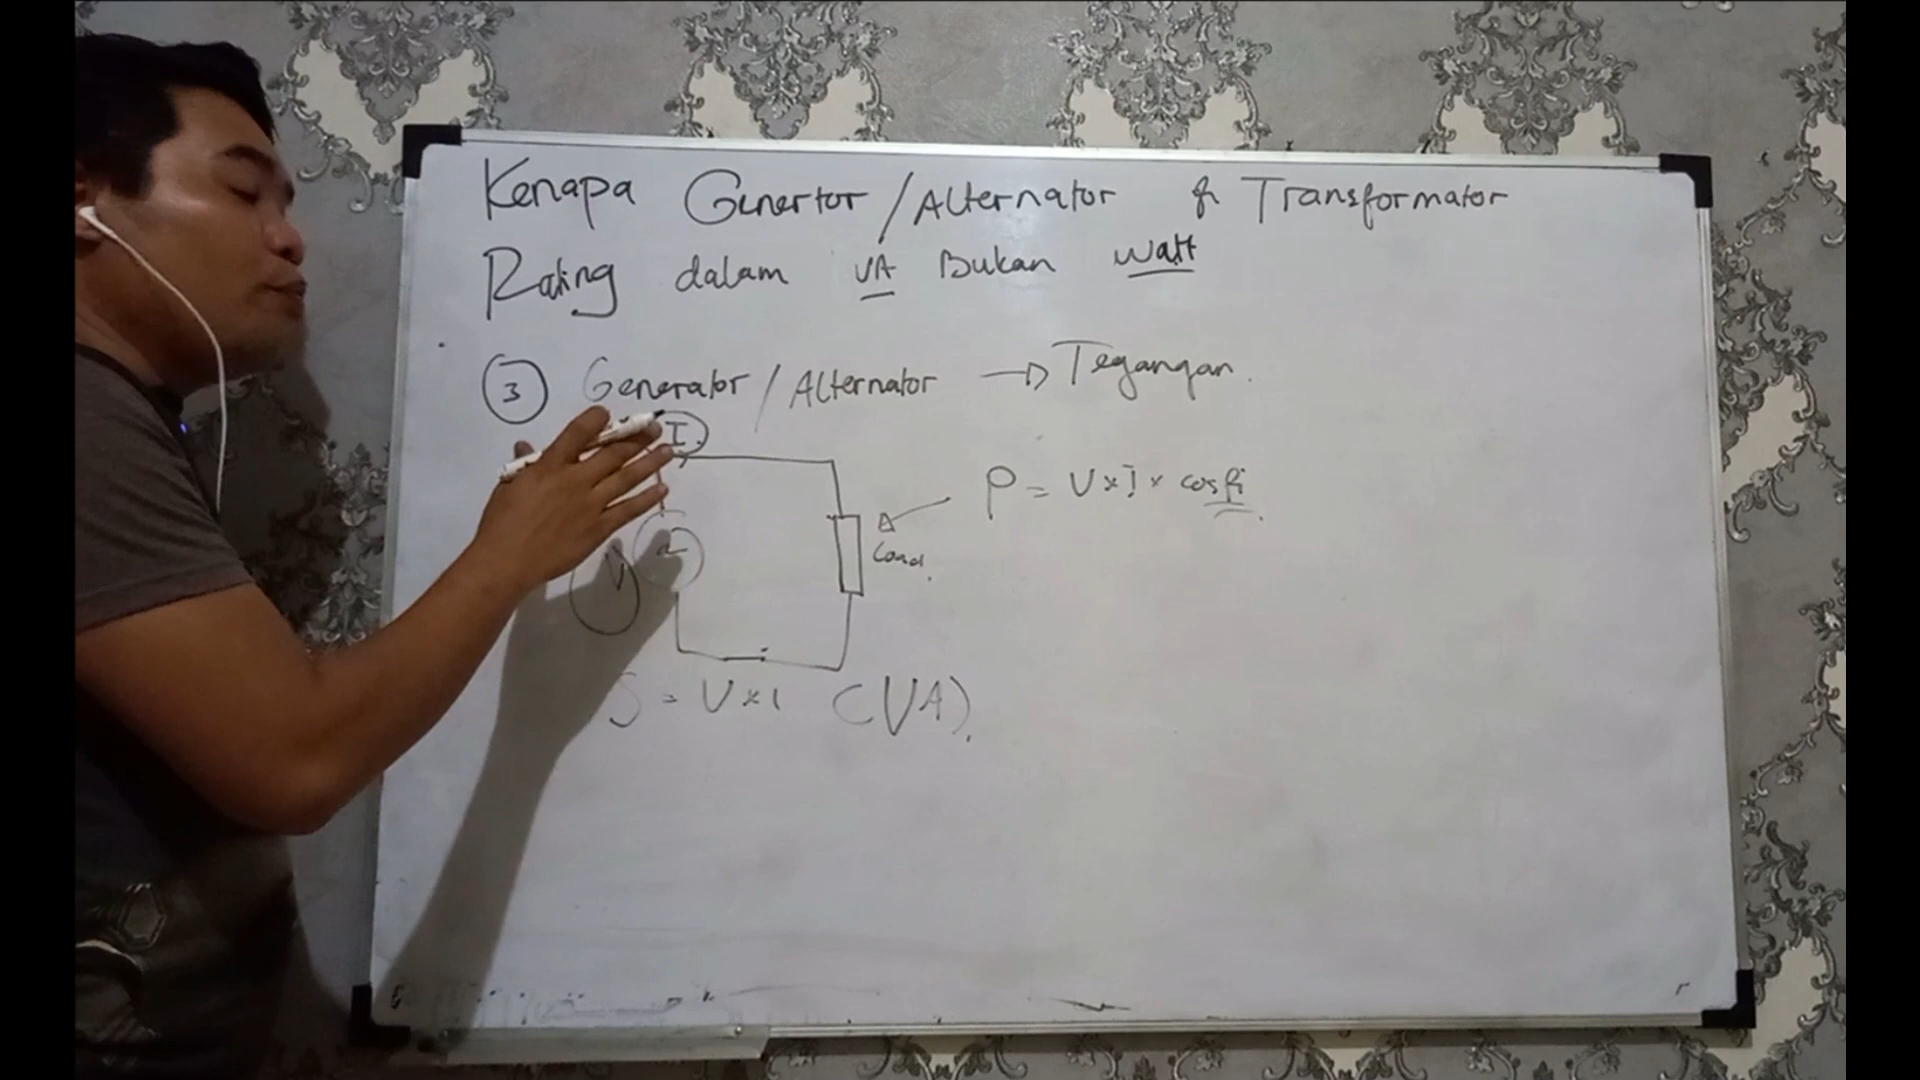 Kenapa Genertor / Alternator & Transformator
Rating dalam VA Bukan Watt
3 Generator / Alternator → Tegangan.
I
P = V x I x cos fi
V
~
Load.
S = V x I (VA).